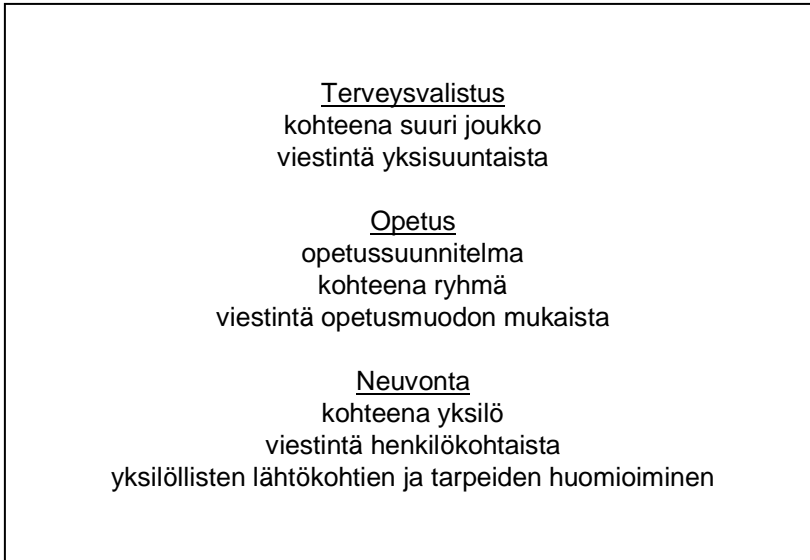 Terveysvalistus
kohteena suuri joukko
viestintä yksisuuntaista
Opetus
opetussuunnitelma
kohteena ryhmä
viestintä opetusmuodon mukaista
Neuvonta
kohteena yksilö
viestintä henkilökohtaista
yksilöllisten lähtökohtien ja tarpeiden huomioiminen